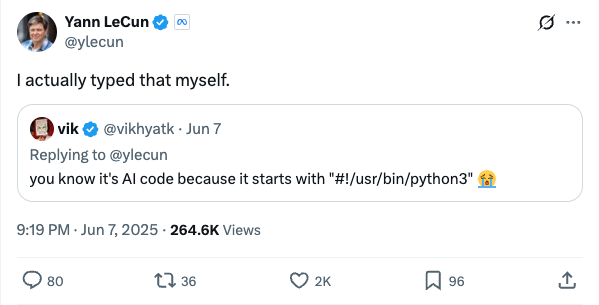 Yann LeCun
@ylecun
I actually typed that myself.
vik @vikhyatk · Jun 7
Replying to @ylecun
you know it's AI code because it starts with "#!/usr/bin/python3" 😭
9:19 PM · Jun 7, 2025 · 264.6K Views
80 36 2K 96